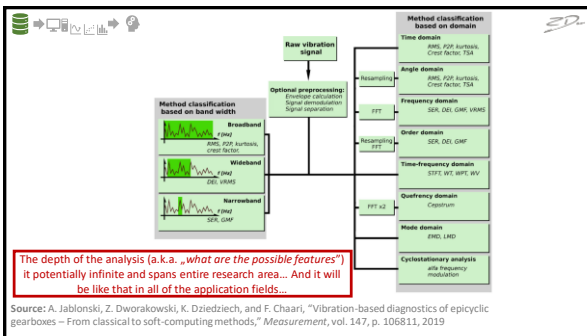 Raw vibration
signal
Optional preprocessing:
Envelope calculation
Signal demodulation
Signal separation
Method classification
based on band width
Broadband
F [Hz]
RMS, P2P, kurtosis,
crest factor,
Wideband
F [Hz]
DEI, VRMS
Narrowband
F [Hz]
SER, GMF
Method classification
based on domain
Time domain
RMS, P2P, kurtosis,
Crest factor, TSA
Resampling
Angle domain
RMS, P2P, kurtosis,
Crest factor, TSA
FFT
Frequency domain
SER, DEI, GMF, VRMS
Resampling
FFT
Order domain
SER, DEI, GMF
Time-frequency domain
STFT, WT, WPT, WV
FFT x2
Quefrency domain
Cepstrum
Mode domain
EMD, LMD
Cyclostationary analysis
alfa frequency
modulation
The depth of the analysis (a.k.a. „what are the possible features")
it potentially infinite and spans entire research area... And it will
be like that in all of the application fields...
Source: A. Jablonski, Z. Dworakowski, K. Dziedziech, and F. Chaari, "Vibration-based diagnostics of epicyclic
gearboxes – From classical to soft-computing methods," Measurement, vol. 147, p. 106811, 2019